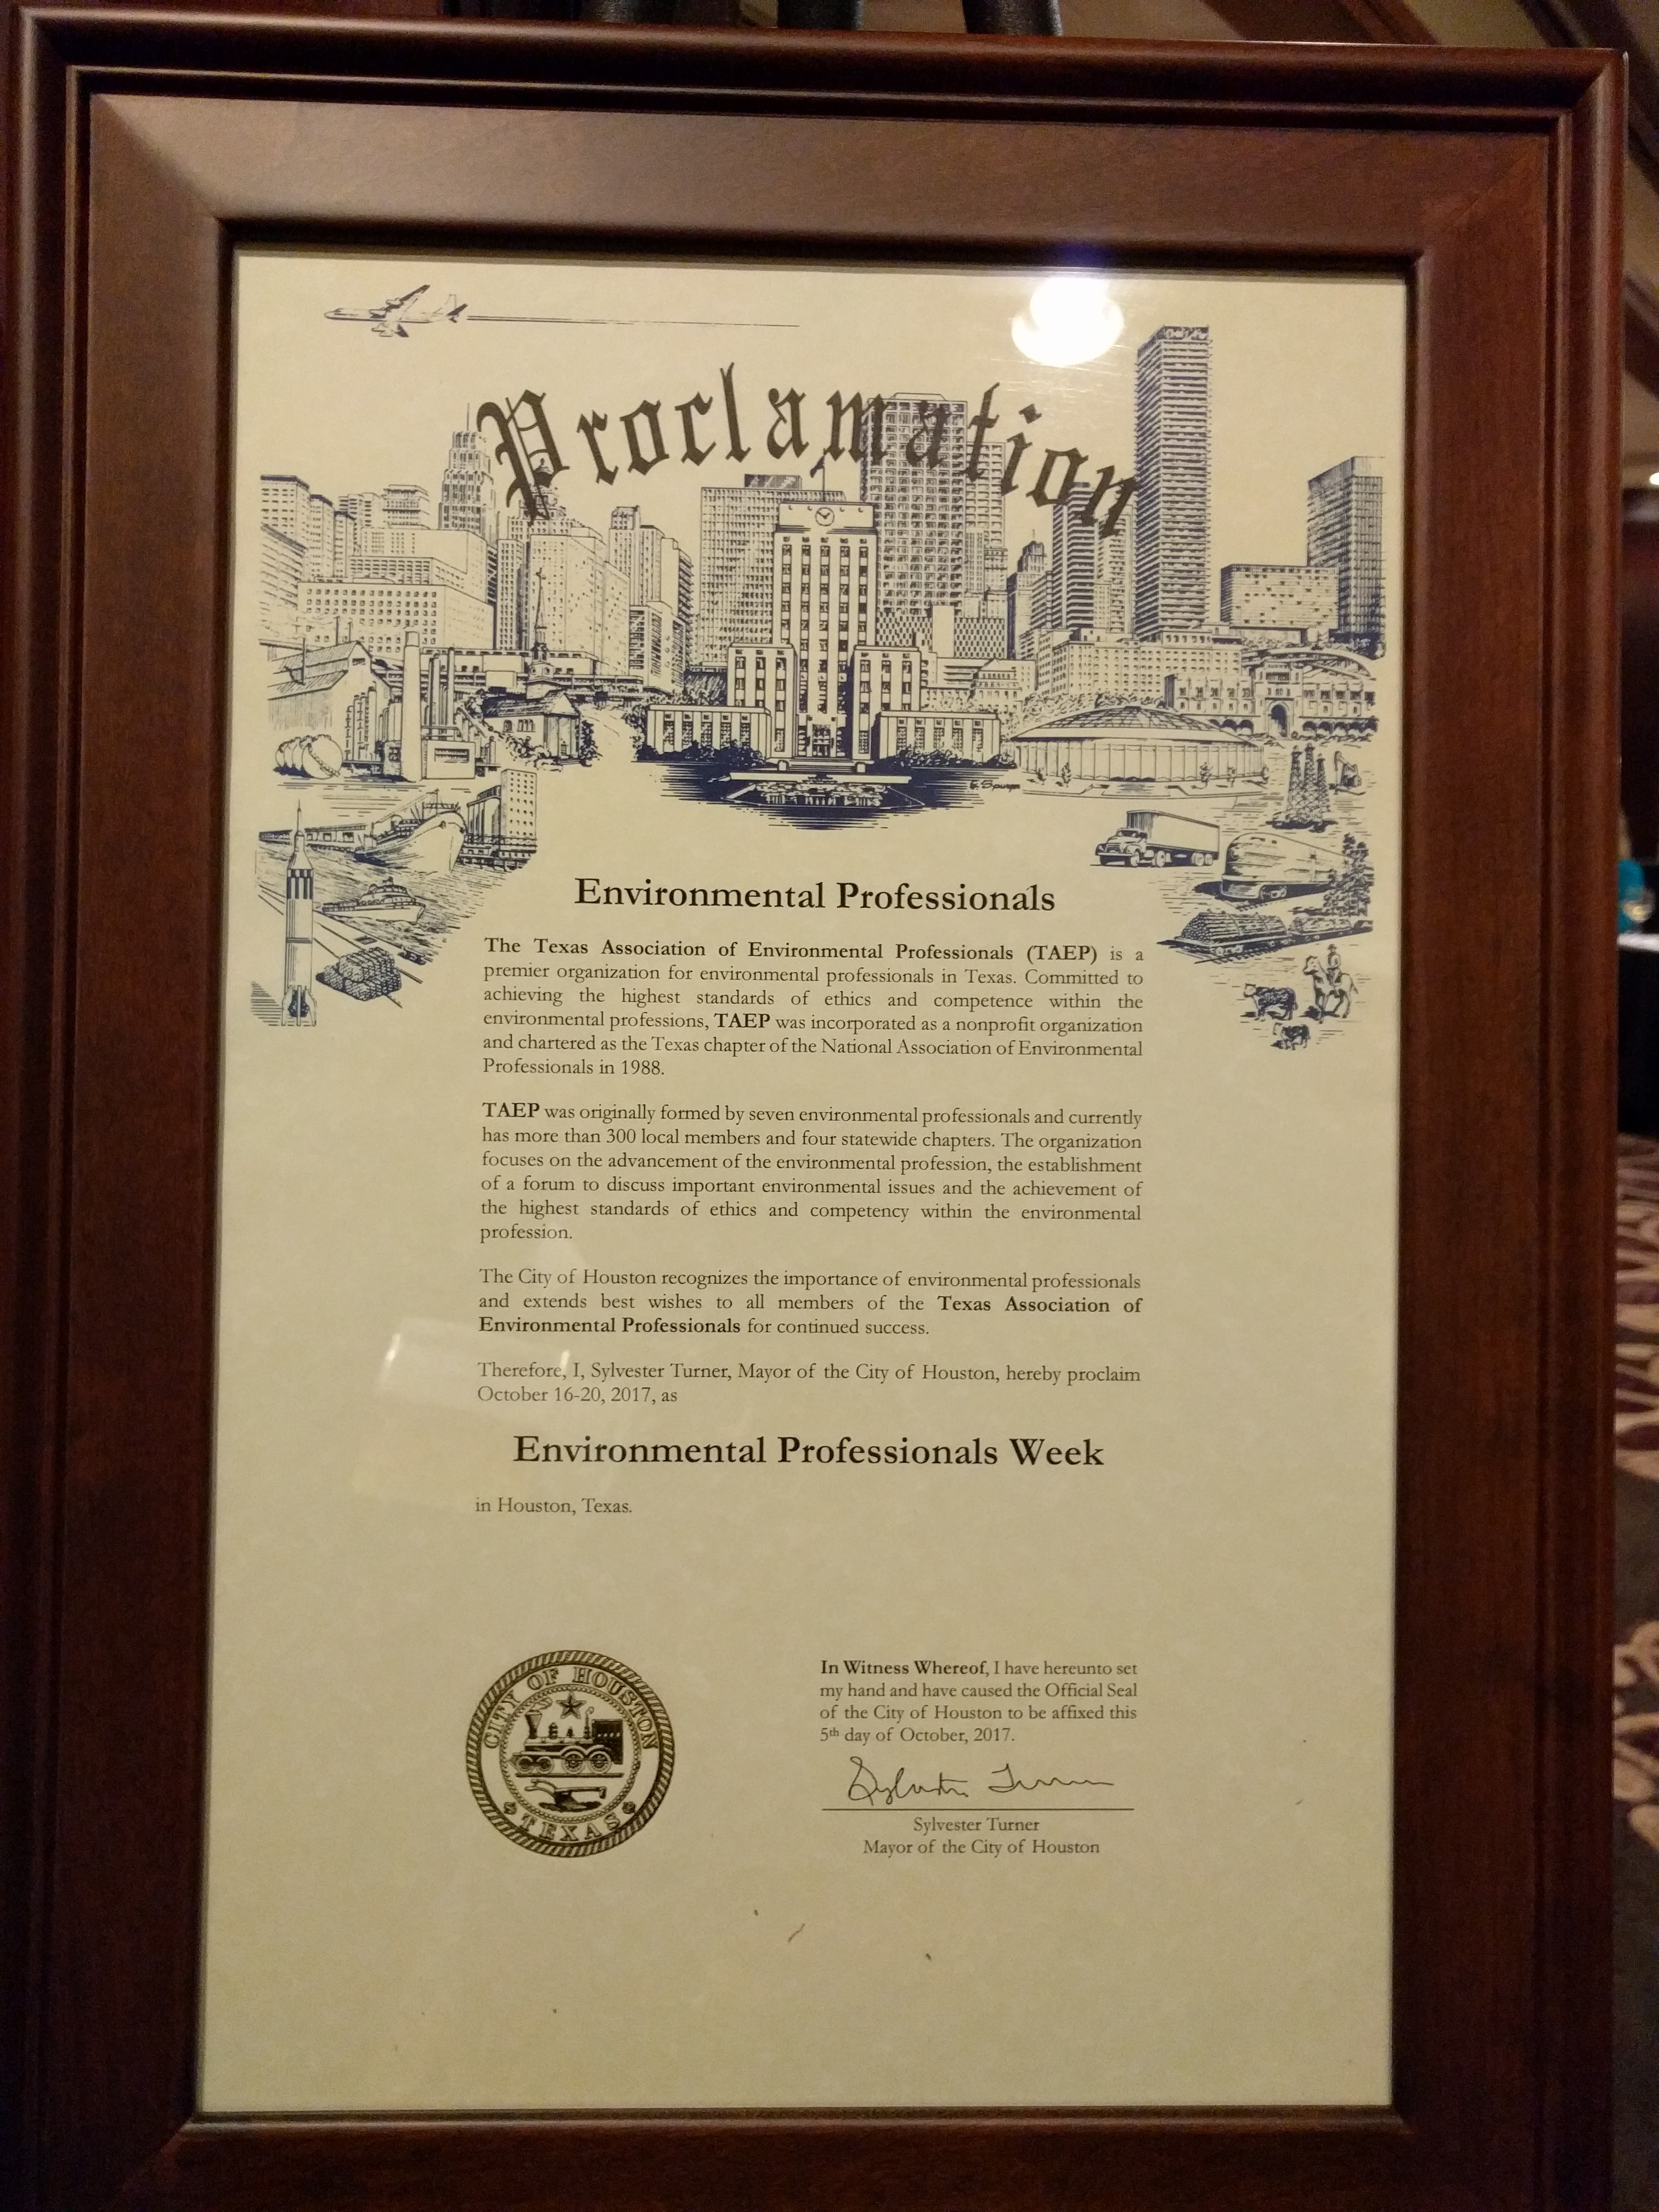 Proclamation
Environmental Professionals
The Texas Association of Environmental Professionals (TAEP) is a
premier organization for environmental professionals in Texas. Committed to
achieving the highest standards of ethics and competence within the
environmental professions, TAEP was incorporated as a nonprofit organization
and chartered as the Texas chapter of the National Association of Environmental
Professionals in 1988.
TAEP was originally formed by seven environmental professionals and currently
has more than 300 local members and four statewide chapters. The organization
focuses on the advancement of the environmental profession, the establishment
of a forum to discuss important environmental issues and the achievement of
the highest standards of ethics and competency within the environmental
profession.
The City of Houston recognizes the importance of environmental professionals
and extends best wishes to all members of the Texas Association of
Environmental Professionals for continued success.
Therefore, I, Sylvester Turner, Mayor of the City of Houston, hereby proclaim
October 16-20, 2017, as
Environmental Professionals Week
in Houston, Texas.
CITY OF HOUSTON
TEXAS
In Witness Whereof, I have hereunto set
my hand and have caused the Official Seal
of the City of Houston to be affixed this
5th day of October, 2017.
Sylvester Turner
Sylvester Turner
Mayor of the City of Houston